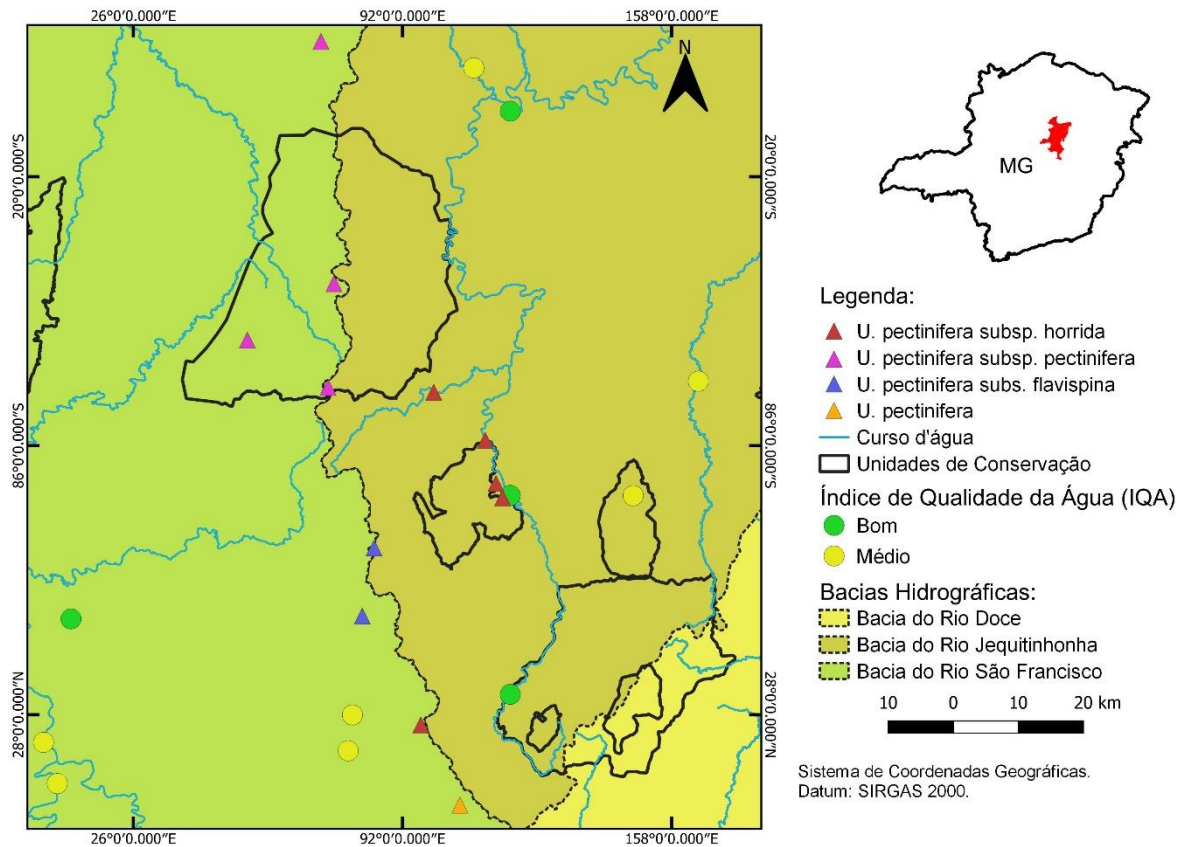 26°0'0.000"E
92°0'0.000"E
158°0'0.000"E
N
20°0'0.000"S
20°0'0.000"S
86°0'0.000"S
86°0'0.000"S
28°0'0.000"N
28°0'0.000"N
26°0'0.000"E
92°0'0.000"E
158°0'0.000"E
MG
Legenda:
U. pectinifera subsp. horrida
U. pectinifera subsp. pectinifera
U. pectinifera subs. flavispina
U. pectinifera
Curso d'água
Unidades de Conservação
Índice de Qualidade da Água (IQA)
Bom
Médio
Bacias Hidrográficas:
Bacia do Rio Doce
Bacia do Rio Jequitinhonha
Bacia do Rio São Francisco
10 0 10 20 km
Sistema de Coordenadas Geográficas.
Datum: SIRGAS 2000.